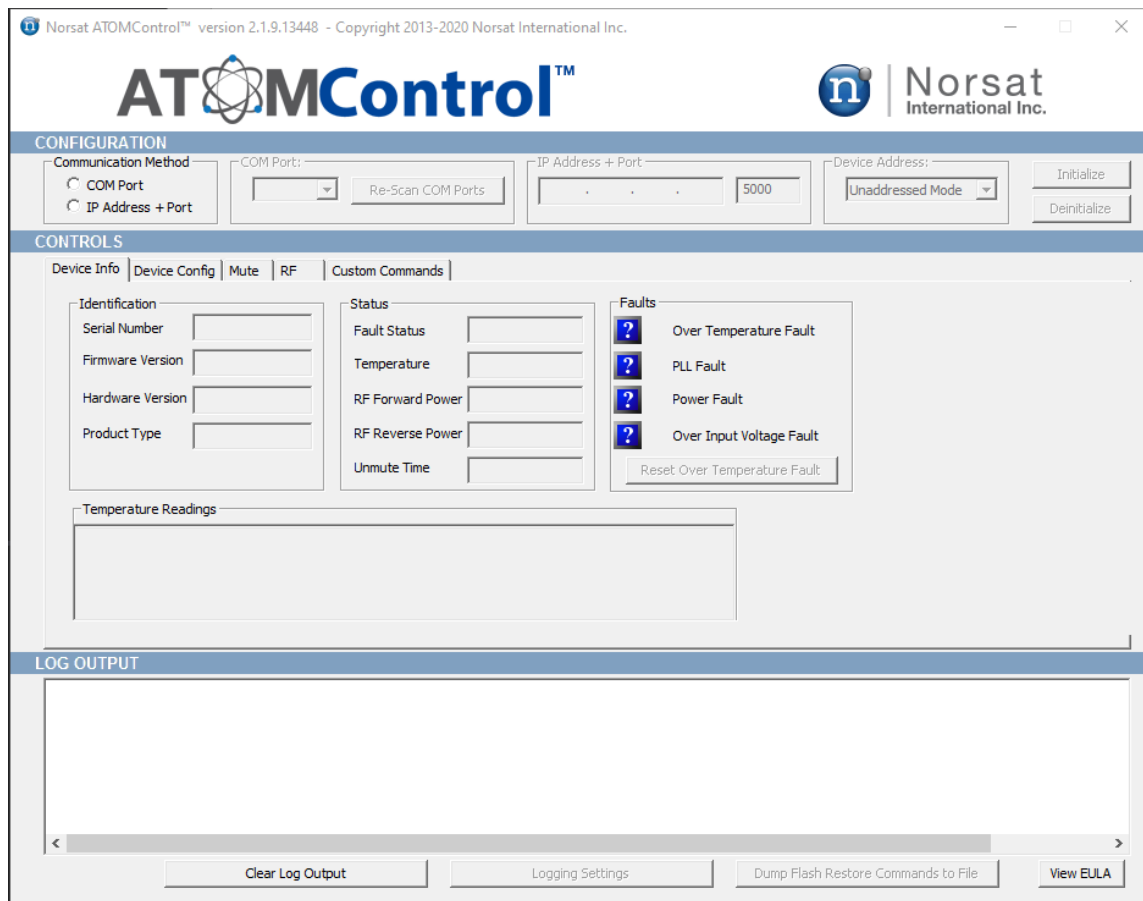 Norsat ATOMControl™ version 2.1.9.13448 - Copyright 2013-2020 Norsat International Inc.
ATOMControl™
n Norsat
International Inc.
CONFIGURATION
Communication Method
COM Port
IP Address + Port
COM Port:
Re-Scan COM Ports
IP Address + Port
. . .
5000
Device Address:
Unaddressed Mode
Initialize
Deinitialize
CONTROLS
Device Info
Device Config
Mute
RF
Custom Commands
Identification
Serial Number
Firmware Version
Hardware Version
Product Type
Status
Fault Status
Temperature
RF Forward Power
RF Reverse Power
Unmute Time
Faults
? Over Temperature Fault
? PLL Fault
? Power Fault
? Over Input Voltage Fault
Reset Over Temperature Fault
Temperature Readings
LOG OUTPUT
Clear Log Output
Logging Settings
Dump Flash Restore Commands to File
View EULA